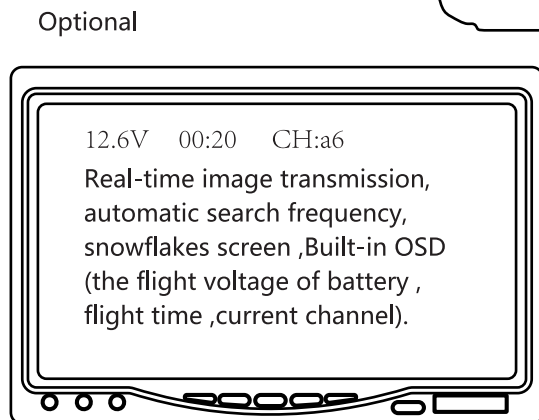 Optional
12.6V 00:20 CH:a6
Real-time image transmission,
automatic search frequency,
snowflakes screen ,Built-in OSD
(the flight voltage of battery ,
flight time ,current channel).